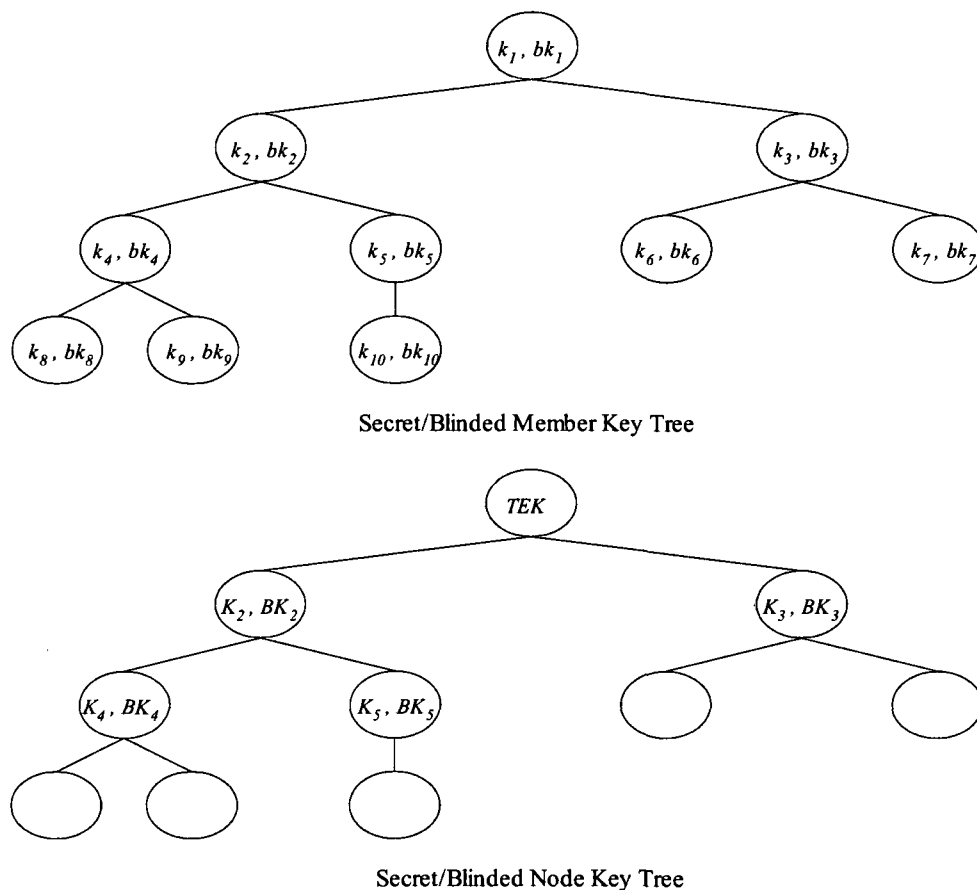 k1, bk1
k2, bk2
k3, bk3
k4, bk4
k5, bk5
k6, bk6
k7, bk7
k8, bk8
k9, bk9
k10, bk10
Secret/Blinded Member Key Tree
TEK
K2, BK2
K3, BK3
K4, BK4
K5, BK5
Secret/Blinded Node Key Tree